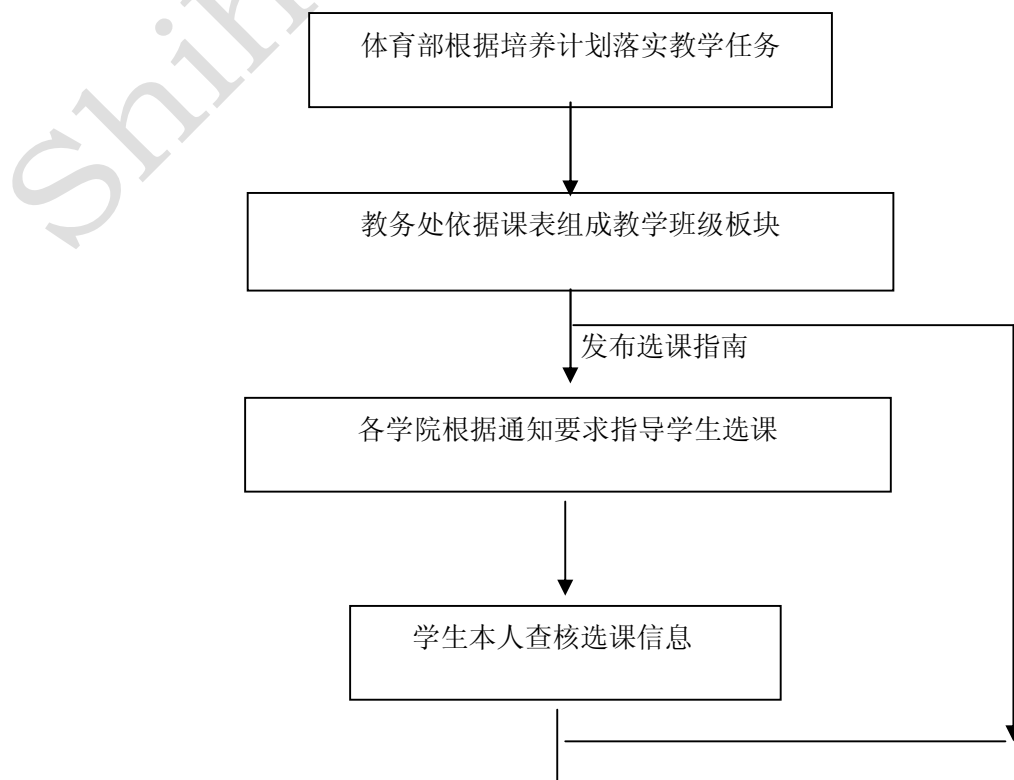 体育部根据培养计划落实教学任务
教务处依据课表组成教学班级板块
发布选课指南
各学院根据通知要求指导学生选课
学生本人查核选课信息